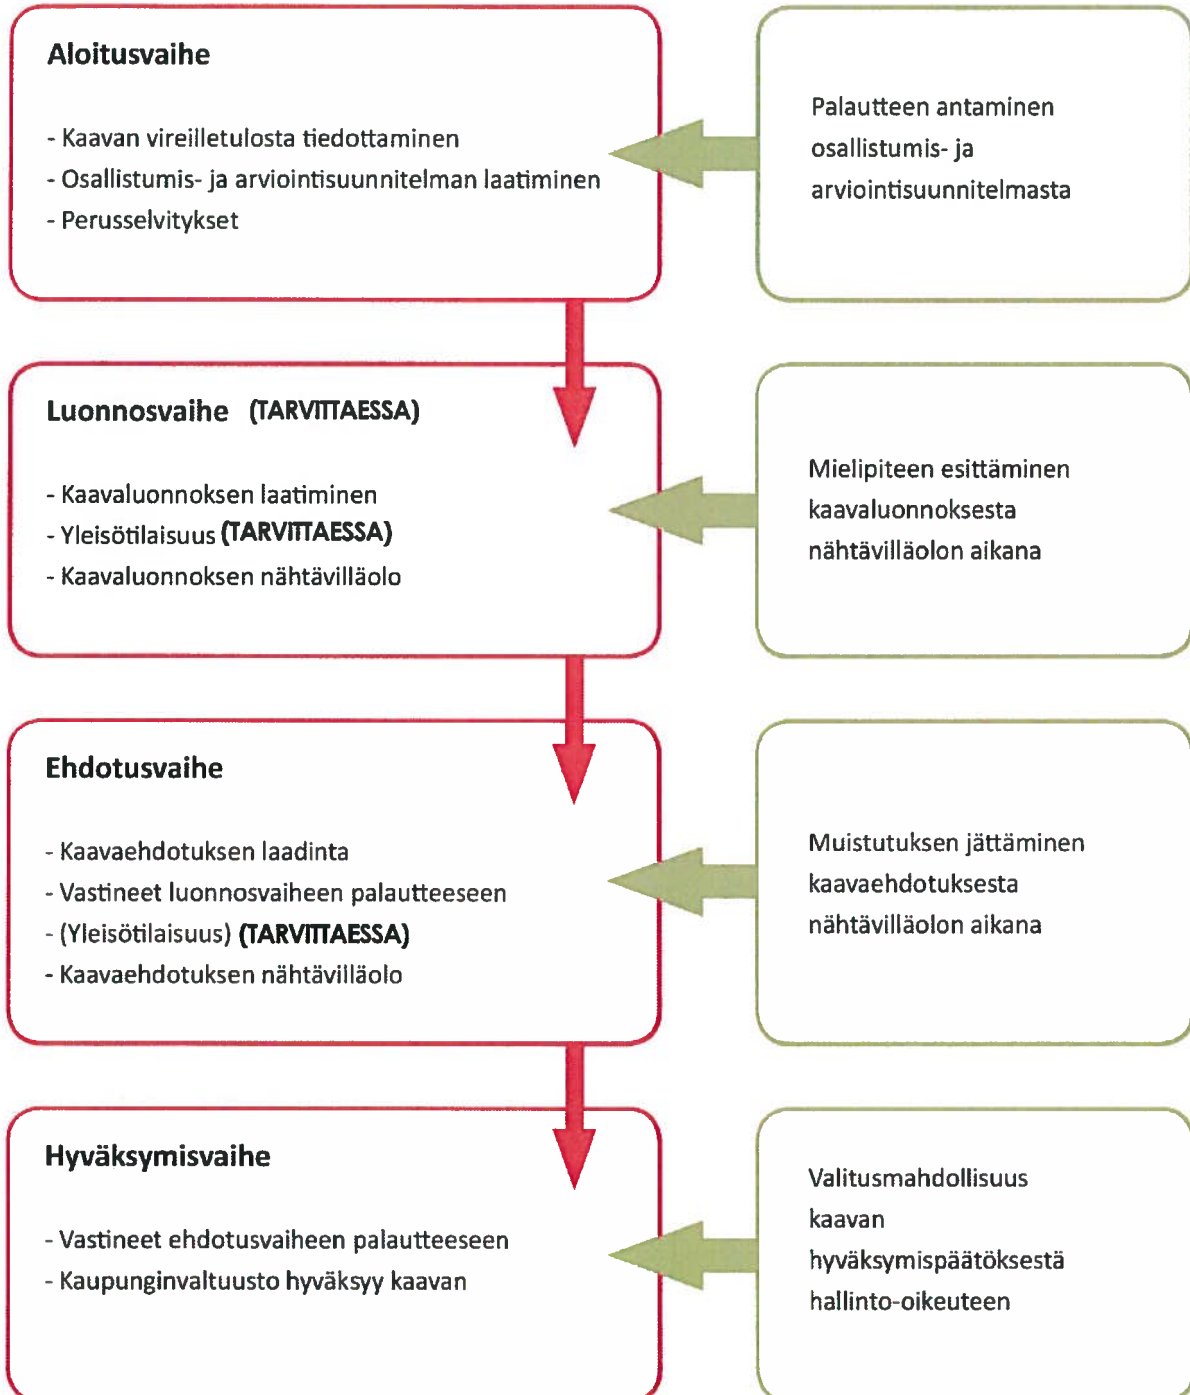 Aloitusvaihe
- Kaavan vireilletulosta tiedottaminen
- Osallistumis- ja arviointisuunnitelman laatiminen
- Perusselvitykset
Palautteen antaminen
osallistumis- ja
arviointisuunnitelmasta
Luonnosvaihe (TARVITTAESSA)
- Kaavaluonnoksen laatiminen
- Yleisötilaisuus (TARVITTAESSA)
- Kaavaluonnoksen nähtävilläolo
Mielipiteen esittäminen
kaavaluonnoksesta
nähtävilläolon aikana
Ehdotusvaihe
- Kaavaehdotuksen laadinta
- Vastineet luonnosvaiheen palautteeseen
- (Yleisötilaisuus) (TARVITTAESSA)
- Kaavaehdotuksen nähtävilläolo
Muistutuksen jättäminen
kaavaehdotuksesta
nähtävilläolon aikana
Hyväksymisvaihe
- Vastineet ehdotusvaiheen palautteeseen
- Kaupunginvaltuusto hyväksyy kaavan
Valitusmahdollisuus
kaavan
hyväksymispäätöksestä
hallinto-oikeuteen